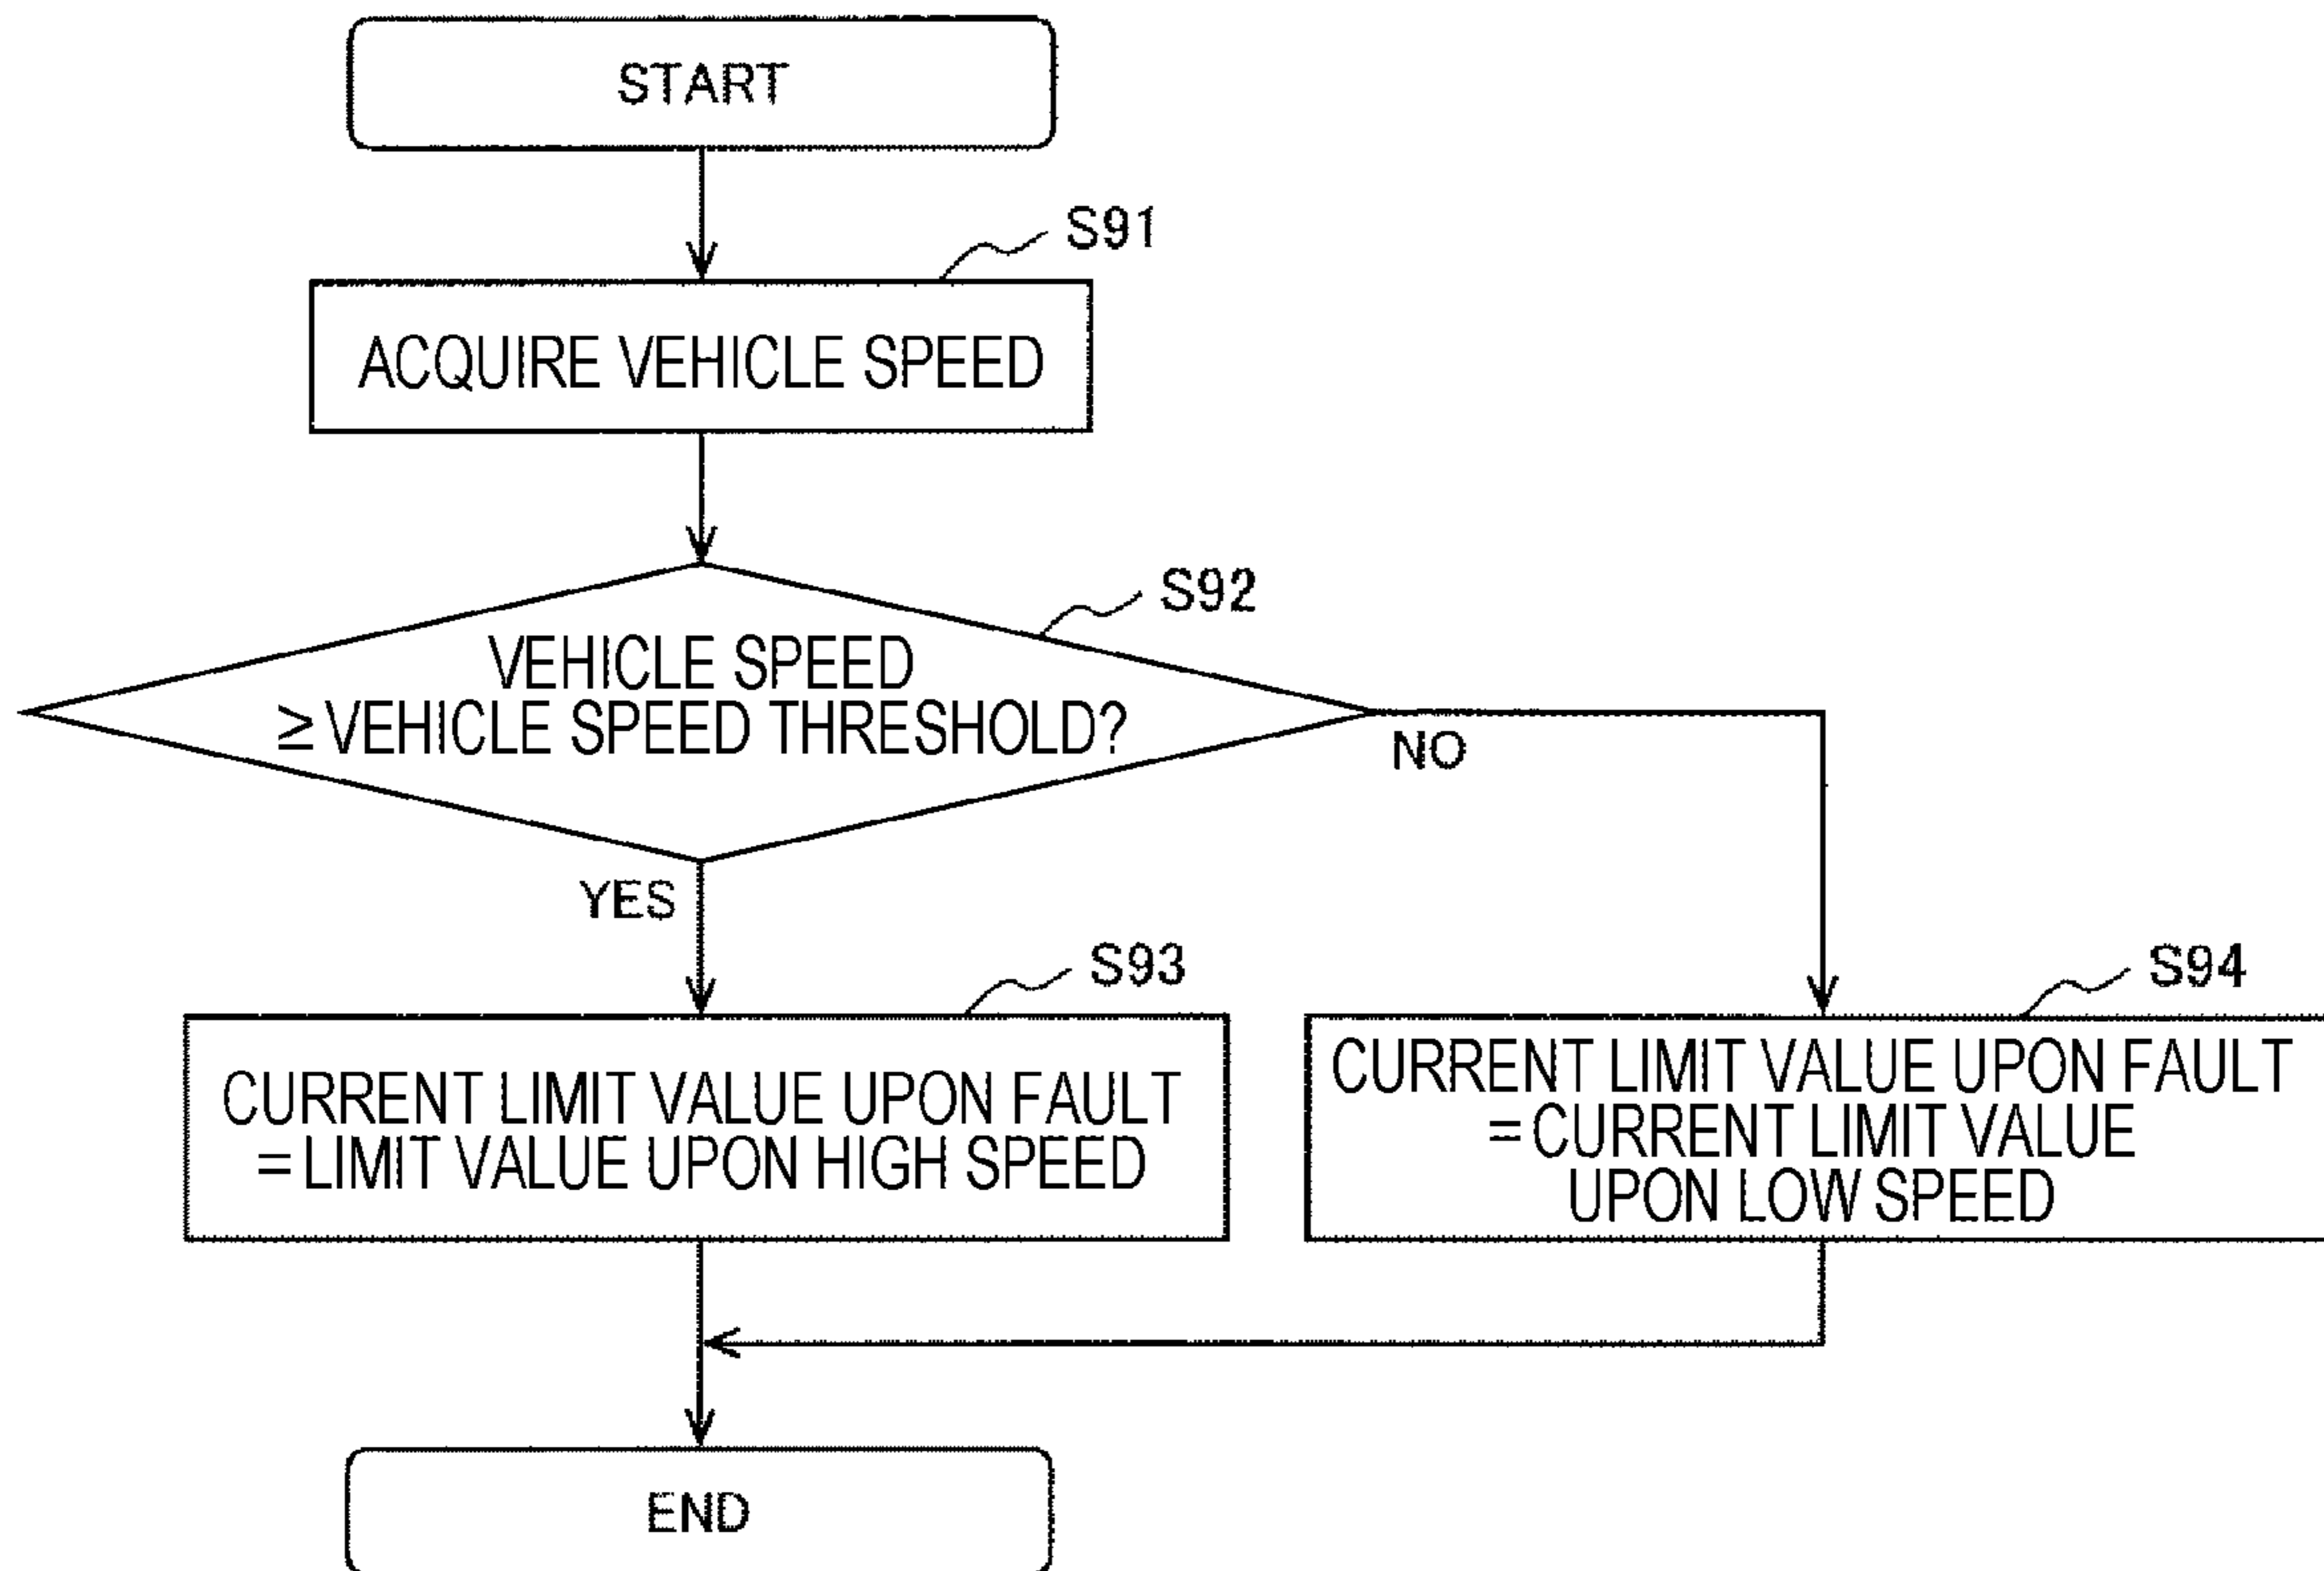 START
S91
ACQUIRE VEHICLE SPEED
S92
VEHICLE SPEED
≥ VEHICLE SPEED THRESHOLD?
NO
YES
S93
CURRENT LIMIT VALUE UPON FAULT
= LIMIT VALUE UPON HIGH SPEED
S94
CURRENT LIMIT VALUE UPON FAULT
= CURRENT LIMIT VALUE
UPON LOW SPEED
END